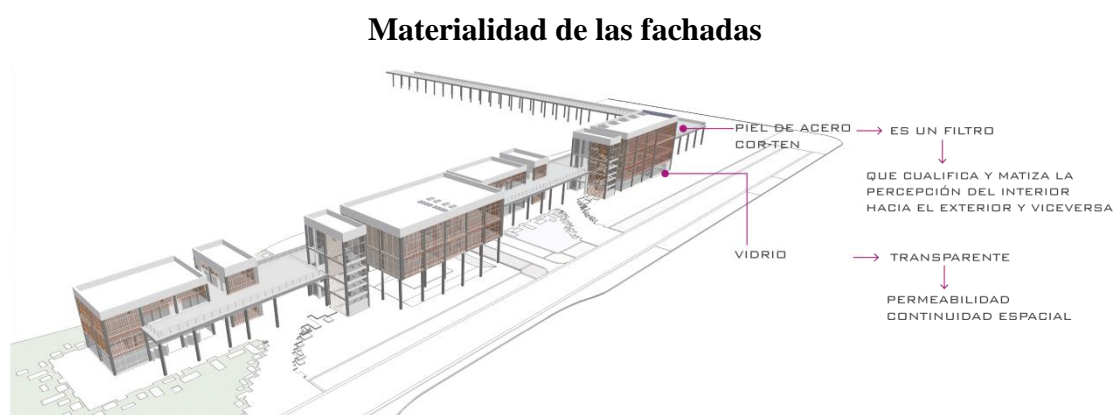 Materialidad de las fachadas
PIEL DE ACERO
COR-TEN
ES UN FILTRO
QUE CUALIFICA Y MATIZA LA
PERCEPCIÓN DEL INTERIOR
HACIA EL EXTERIOR Y VICEVERSA
VIDRIO
TRANSPARENTE
PERMEABILIDAD
CONTINUIDAD ESPACIAL